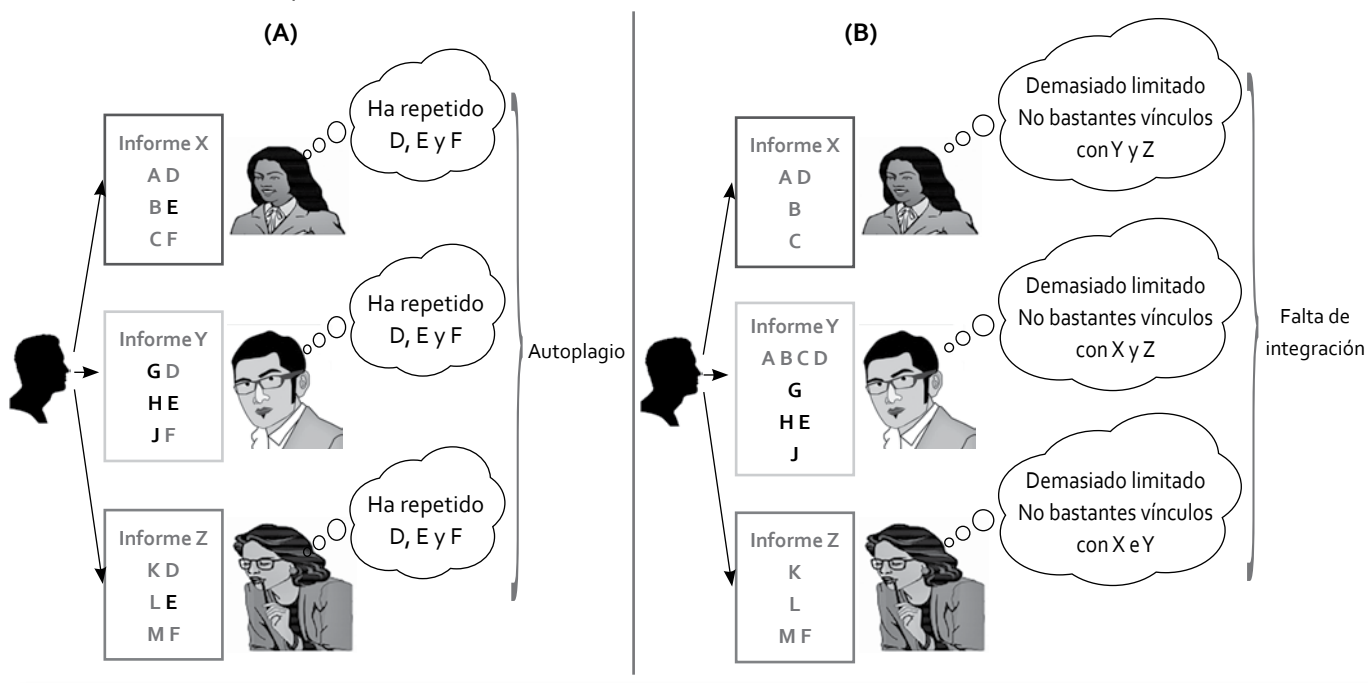 (A)
Informe X
A D
B E
C F
Ha repetido
D, E y F
Informe Y
G D
H E
J F
Ha repetido
D, E y F
Informe Z
K D
L E
M F
Ha repetido
D, E y F
Autoplagio
(B)
Informe X
A D
B
C
Demasiado limitado
No bastantes vínculos
con Y y Z
Informe Y
A B C D
G
H E
J
Demasiado limitado
No bastantes vínculos
con X y Z
Informe Z
K
L
M F
Demasiado limitado
No bastantes vínculos
con X e Y
Falta de
integración